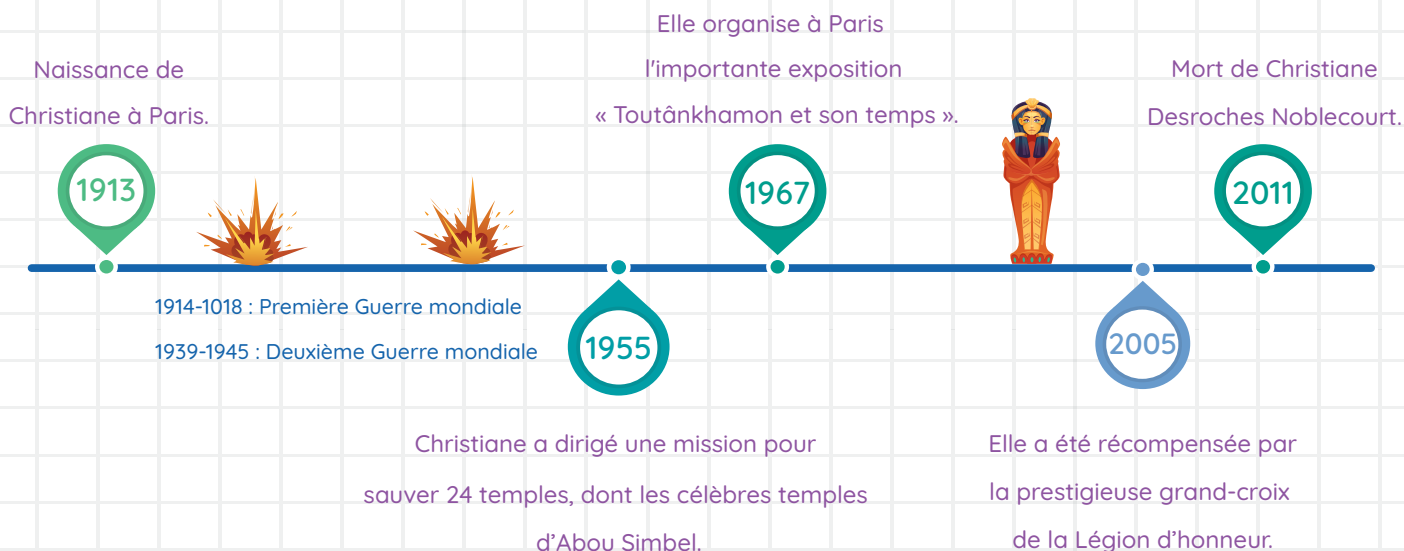 Naissance de
Christiane à Paris.
1913
1914-1018 : Première Guerre mondiale
1939-1945 : Deuxième Guerre mondiale
1955
Christiane a dirigé une mission pour
sauver 24 temples, dont les célèbres temples
d'Abou Simbel.
Elle organise à Paris
l'importante exposition
« Toutânkhamon et son temps ».
1967
2005
Elle a été récompensée par
la prestigieuse grand-croix
de la Légion d'honneur.
Mort de Christiane
Desroches Noblecourt.
2011